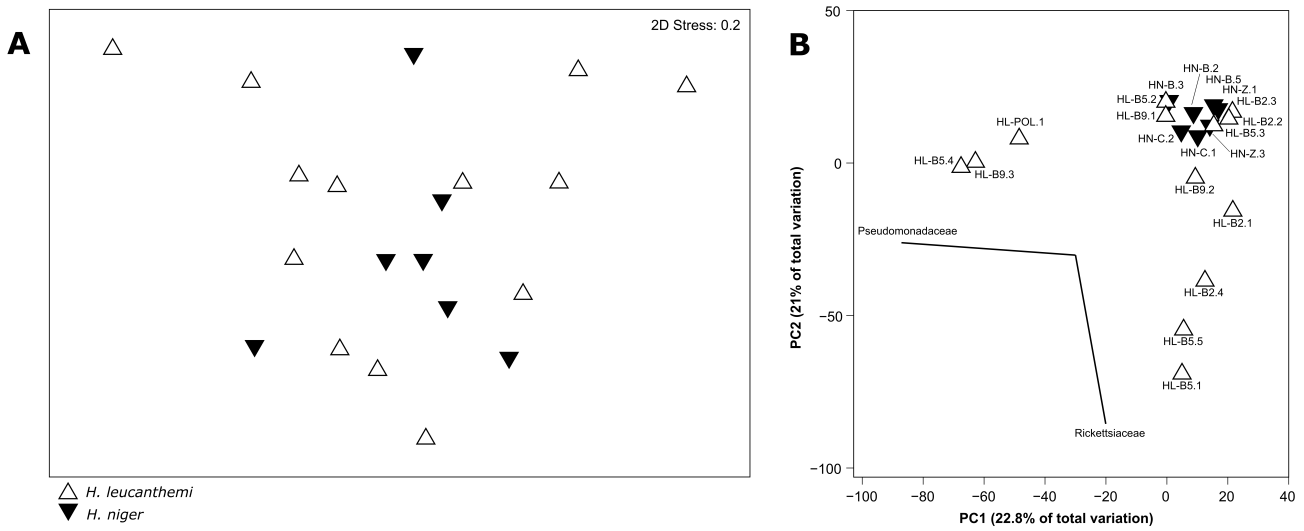 A
2D Stress: 0.2
H. leucanthemi
H. niger
B
50
0
−50
−100
PC2 (21% of total variation)
HN-B.2
HN-B.5
HN-B.3
HN-Z.1
HL-B5.2
HL-B2.3
HL-B9.1
HL-B2.2
HL-POL.1
HL-B5.3
HN-C.2
HN-C.1
HN-Z.3
HL-B5.4
HL-B9.3
HL-B9.2
HL-B2.1
Pseudomonadaceae
HL-B2.4
HL-B5.5
HL-B5.1
Rickettsiaceae
−100
−80
−60
−40
−20
0
20
40
PC1 (22.8% of total variation)